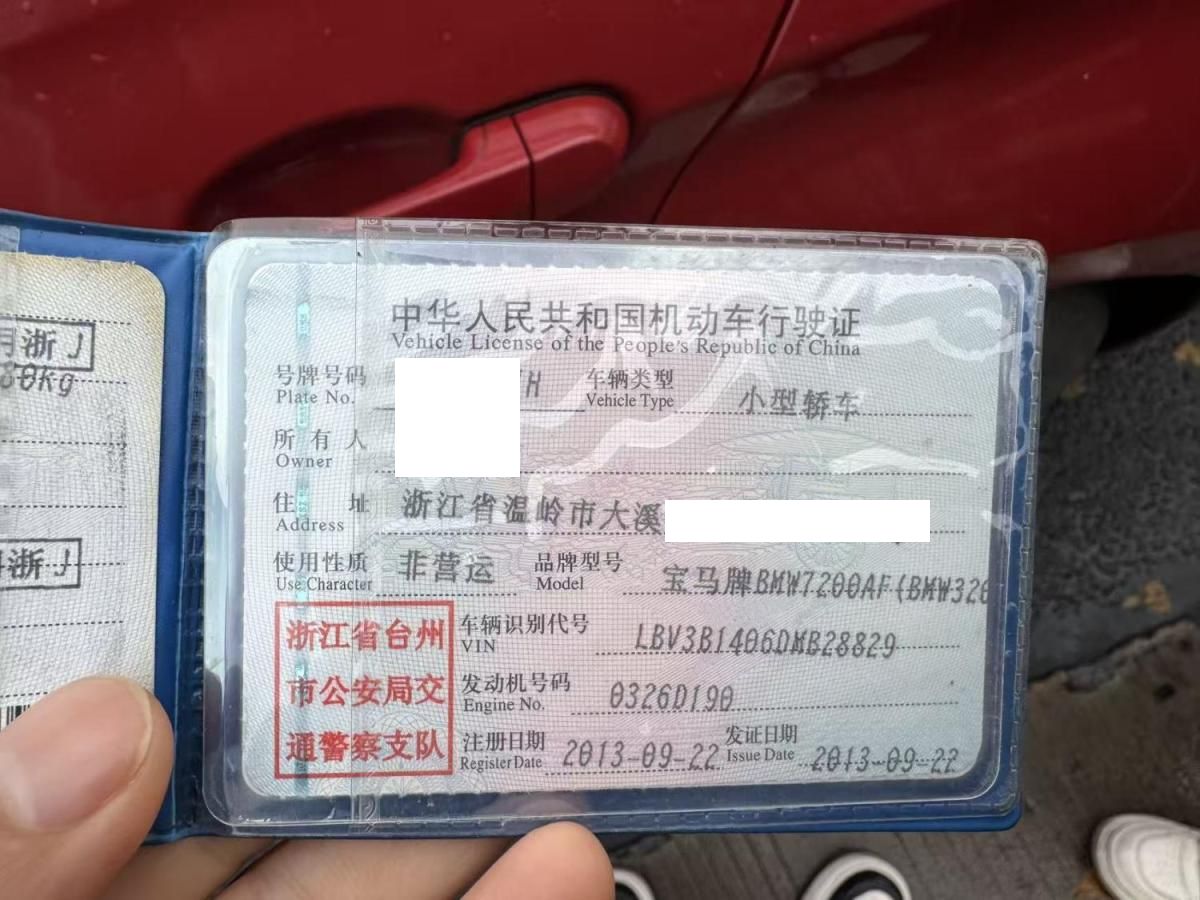 中华人民共和国机动车行驶证
Vehicle License of the People's Republic of China
号牌号码 H 车辆类型 小型轿车
Plate No. Vehicle Type
所有人
Owner
住址 浙江省温岭市大溪
Address
使用性质 非营运 品牌型号 宝马牌BMW7200AF(BMW320
Use Character Model
浙江省台州
市公安局交
通警察支队
车辆识别代号 LBV3B1406DMB28829
VIN
发动机号码 0326D190
Engine No.
注册日期 2013-09-22 发证日期 2013-09-22
Register Date Issue Date
月浙J
80kg
浙J